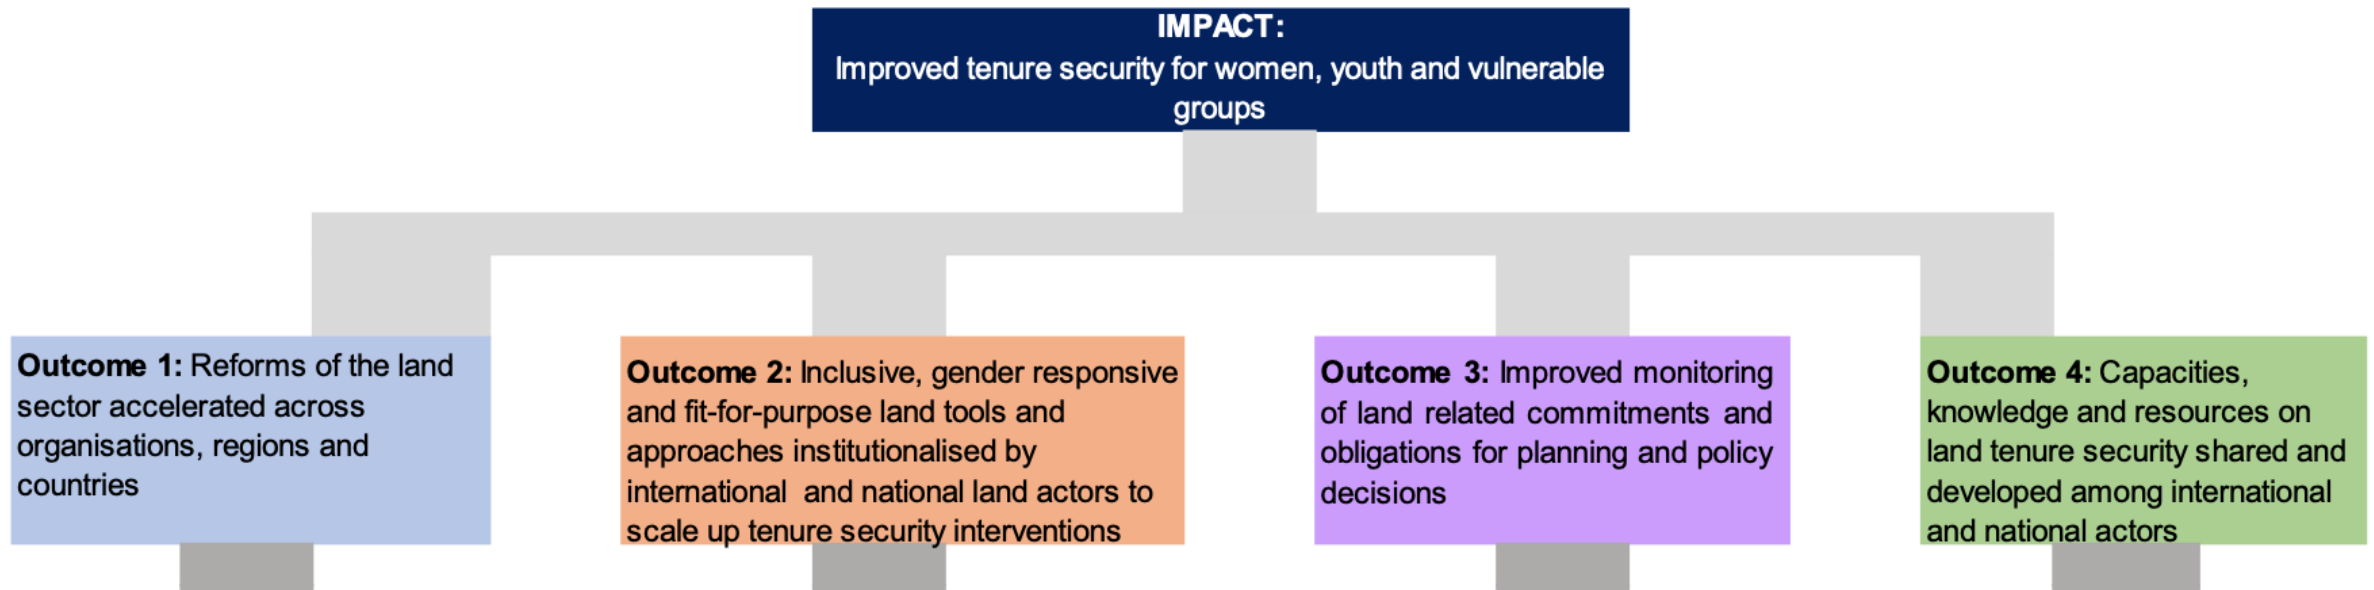 IMPACT:
Improved tenure security for women, youth and vulnerable
groups
Outcome 1: Reforms of the land
sector accelerated across
organisations, regions and
countries
Outcome 2: Inclusive, gender responsive
and fit-for-purpose land tools and
approaches institutionalised by
international and national land actors to
scale up tenure security interventions
Outcome 3: Improved monitoring
of land related commitments and
obligations for planning and policy
decisions
Outcome 4: Capacities,
knowledge and resources on
land tenure security shared and
developed among international
and national actors